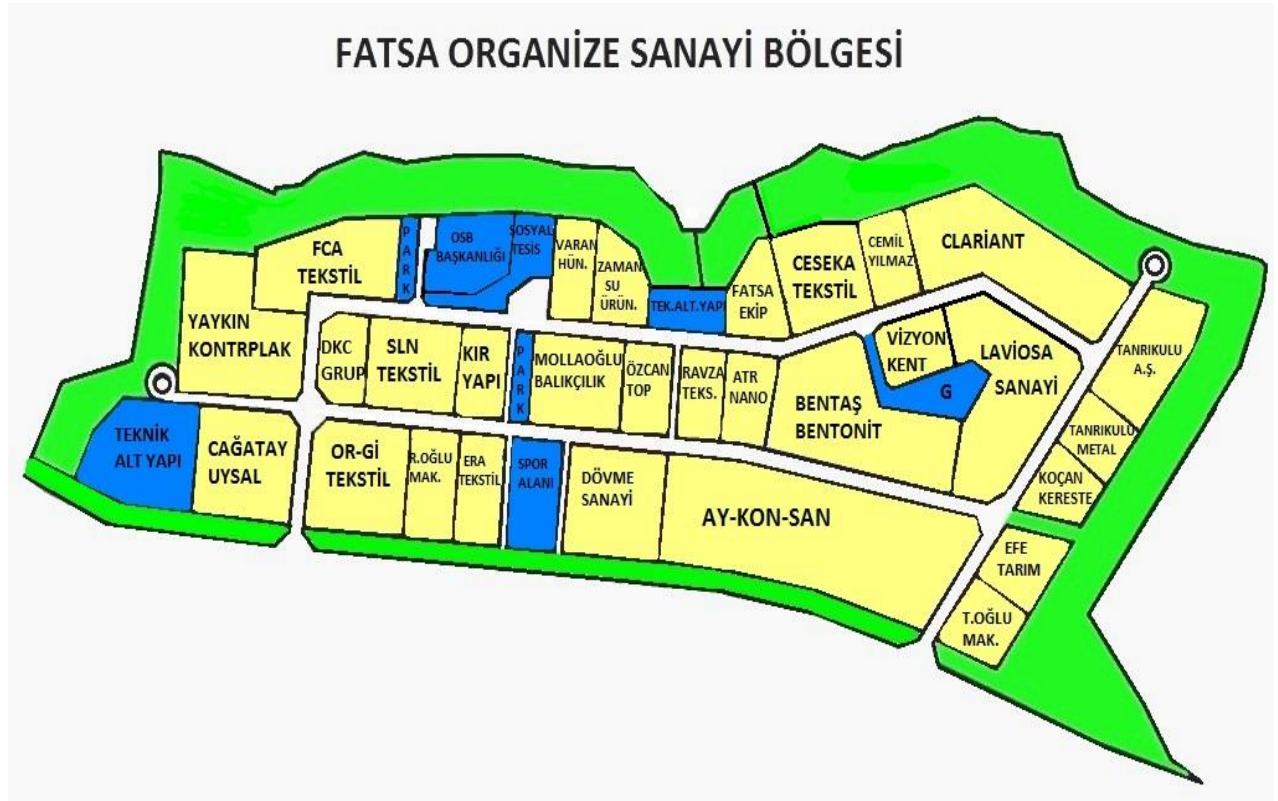 FATSA ORGANİZE SANAYİ BÖLGESİ
FCA
TEKSTİL
P
A
R
K
OSB
BAŞKANLIĞI
SOSYAL
TESİS
VARAN
HÜN.
ZAMAN
SU
ÜRÜN.
TEK.ALT.YAPI
FATSA
EKİP
CESEKA
TEKSTİL
CEMİL
YILMAZ
CLARIANT
YAYKIN
KONTRPLAK
DKC
GRUP
SLN
TEKSTİL
KIR
YAPI
P
A
R
K
MOLLAOĞLU
BALIKÇILIK
ÖZCAN
TOP
RAVZA
TEKS.
ATR
NANO
BENTAŞ
BENTONİT
VİZYON
KENT
G
LAVİOSA
SANAYİ
TANRIKULU
A.Ş.
TANRIKULU
METAL
KOÇAN
KERESTE
TEKNİK
ALT YAPI
CAĞATAY
UYSAL
OR-Gİ
TEKSTİL
R.OĞLU
MAK.
ERA
TEKSTİL
SPOR
ALANI
DÖVME
SANAYİ
AY-KON-SAN
EFE
TARIM
T.OĞLU
MAK.